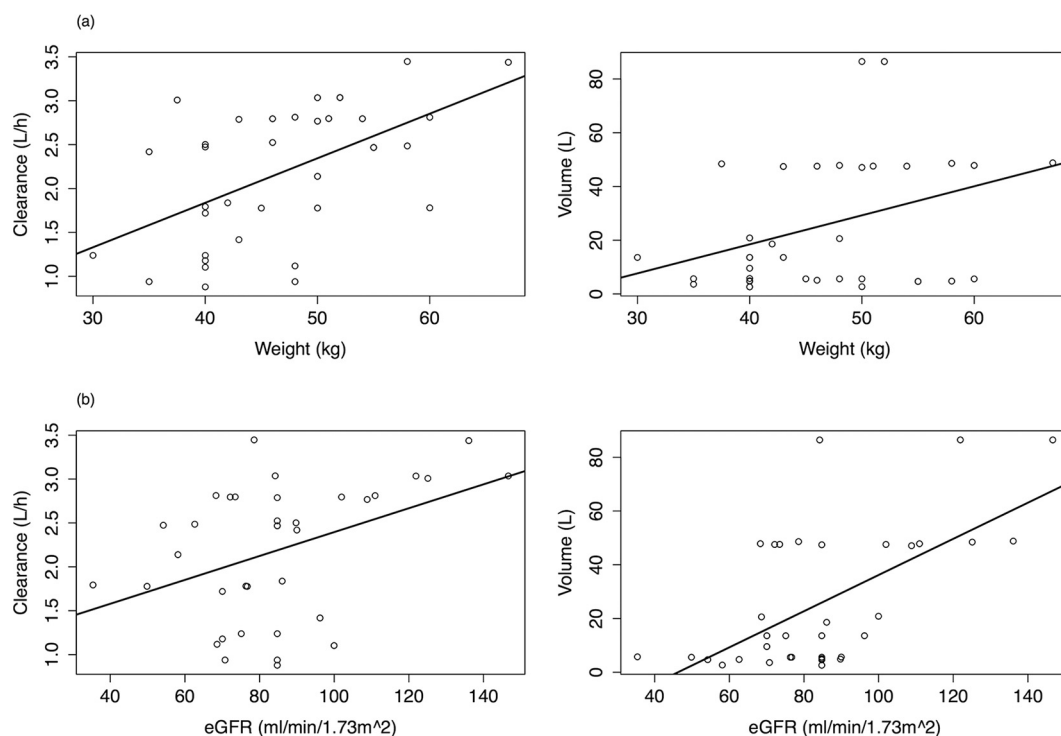 (a)
Clearance (L/h)
1.0 1.5 2.0 2.5 3.0 3.5
30 40 50 60
Weight (kg)
Volume (L)
0 20 40 60 80
30 40 50 60
Weight (kg)
(b)
Clearance (L/h)
1.0 1.5 2.0 2.5 3.0 3.5
40 60 80 100 120 140
eGFR (ml/min/1.73m^2)
Volume (L)
0 20 40 60 80
40 60 80 100 120 140
eGFR (ml/min/1.73m^2)